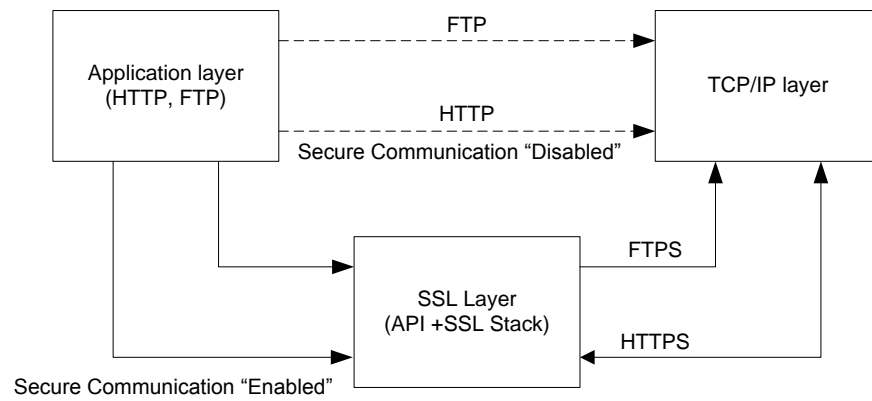 FTP
Application layer
(HTTP, FTP)
TCP/IP layer
HTTP
Secure Communication “Disabled”
FTPS
SSL Layer
(API +SSL Stack)
HTTPS
Secure Communication “Enabled”